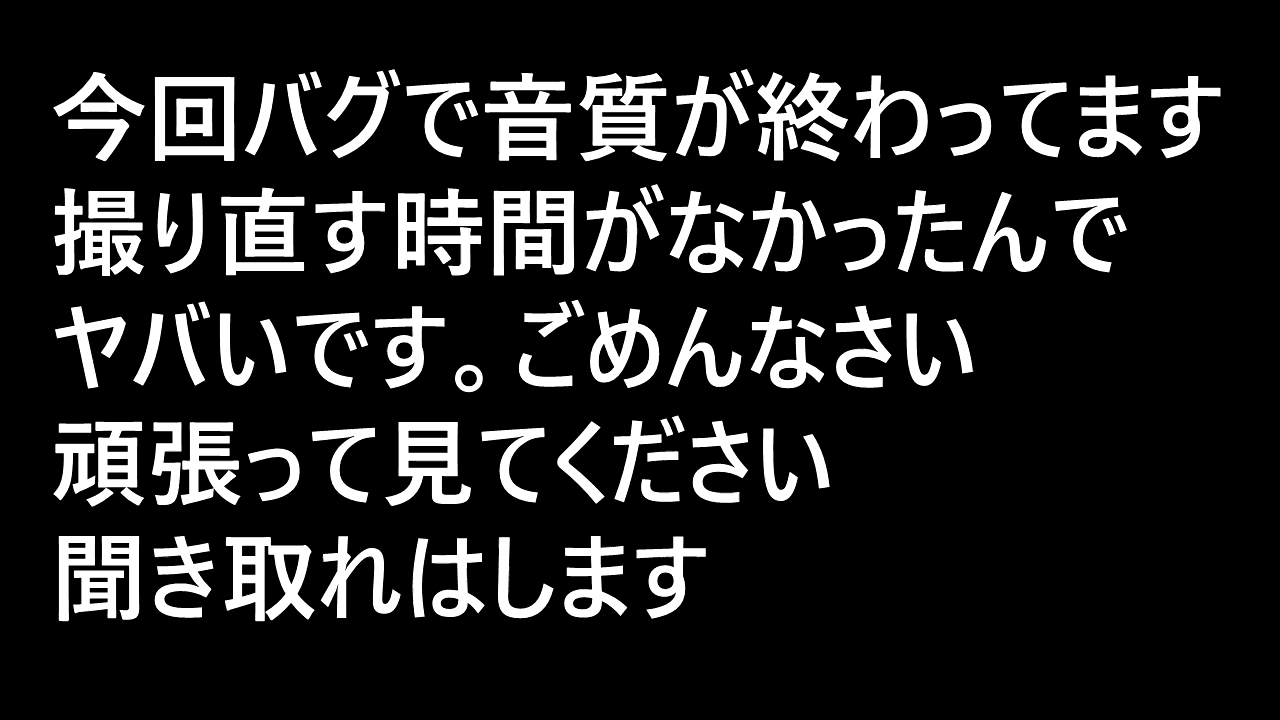 今回バグで音質が終わってます
撮り直す時間がなかったんで
ヤバいです。ごめんなさい
頑張って見てください
聞き取れはします